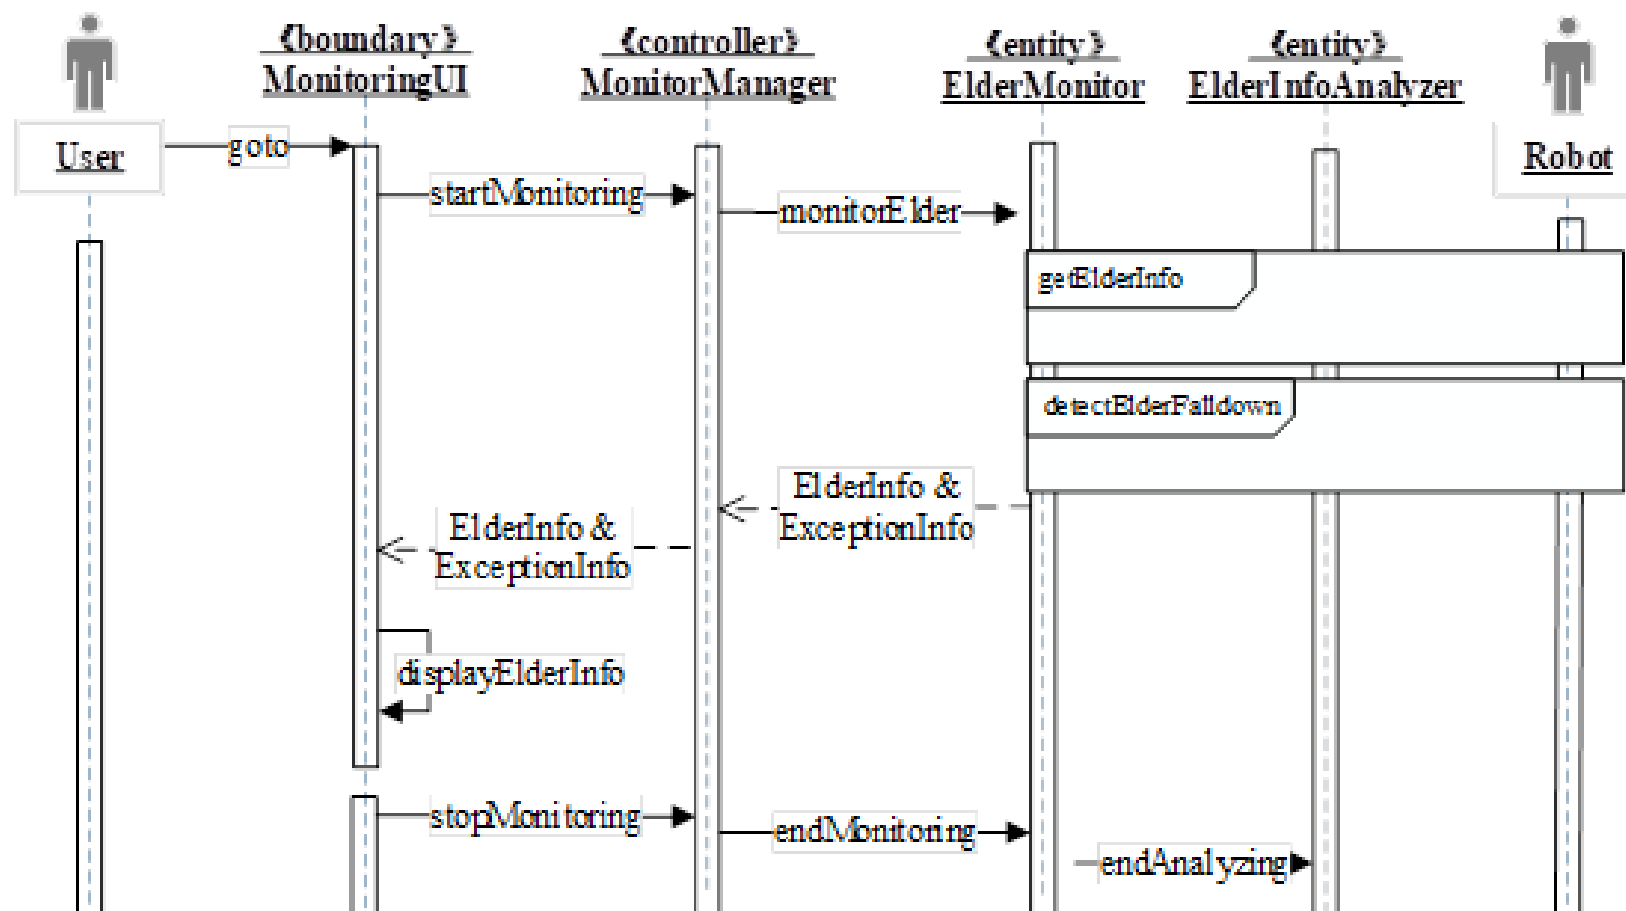 《boundary》
MonitoringUI
《controller》
MonitorManager
《entity》
ElderMonitor
《entity》
ElderInfoAnalyzer
User
Robot
goto
startMonitoring
monitorElder
getElderInfo
detectElderFalldown
ElderInfo &
ExceptionInfo
ElderInfo &
ExceptionInfo
displayElderInfo
stopMonitoring
endMonitoring
endAnalyzing